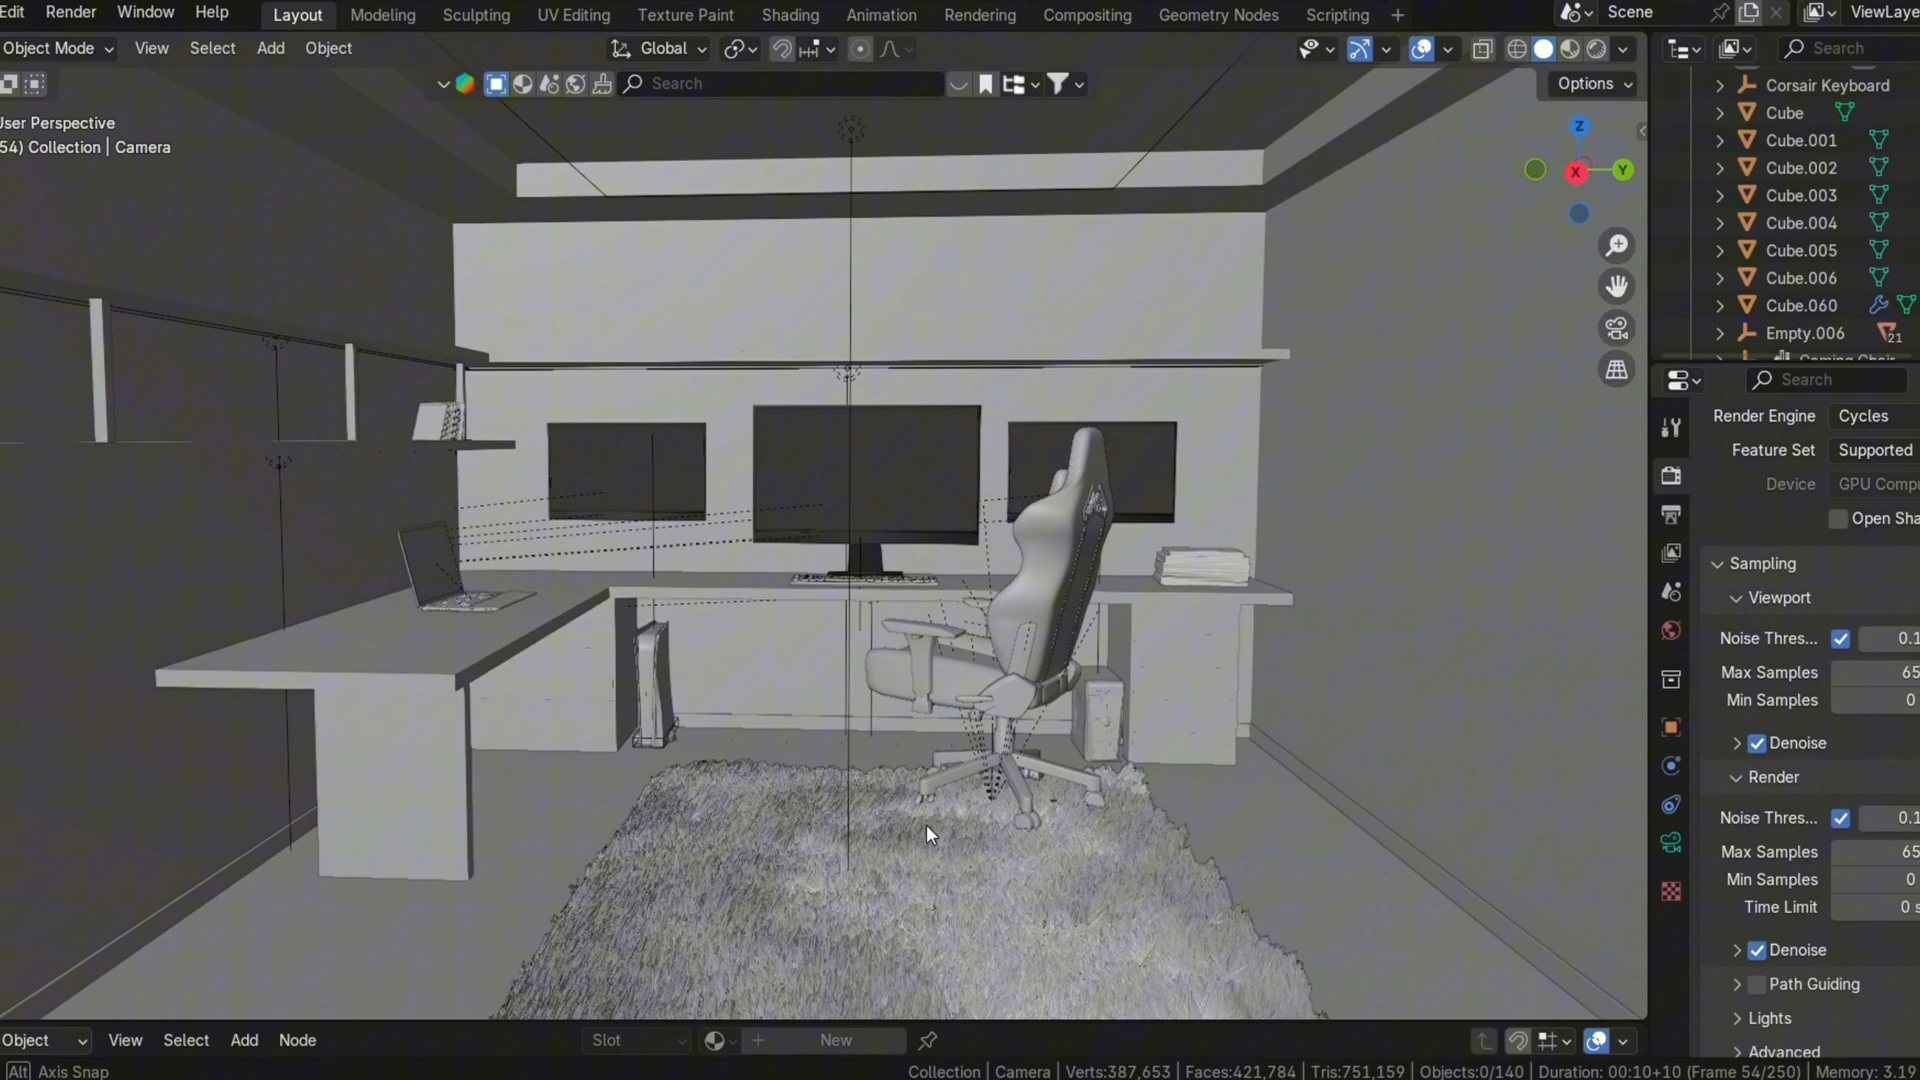 Edit Render Window Help Layout Modeling Sculpting UV Editing Texture Paint Shading Animation Rendering Compositing Geometry Nodes Scripting + Scene ViewLaye
Object Mode View Select Add Object Global Search
Search Options
User Perspective
54) Collection | Camera
Z
X Y
Corsair Keyboard
Cube
Cube.001
Cube.002
Cube.003
Cube.004
Cube.005
Cube.006
Cube.060
Empty.006 21
Gaming Chair
Search
Render Engine Cycles
Feature Set Supported
Device GPU Compu
Open Sha
Sampling
Viewport
Noise Thres... 0.1
Max Samples 65
Min Samples 0
Denoise
Render
Noise Thres... 0.1
Max Samples 65
Min Samples 0
Time Limit 0 s
Denoise
Path Guiding
Lights
Advanced
Object View Select Add Node Slot New
Alt Axis Snap Collection | Camera | Verts:387,653 | Faces:421,784 | Tris:751,159 | Objects:0/140 | Duration: 00:10+10 (Frame 54/250) | Memory: 3.19